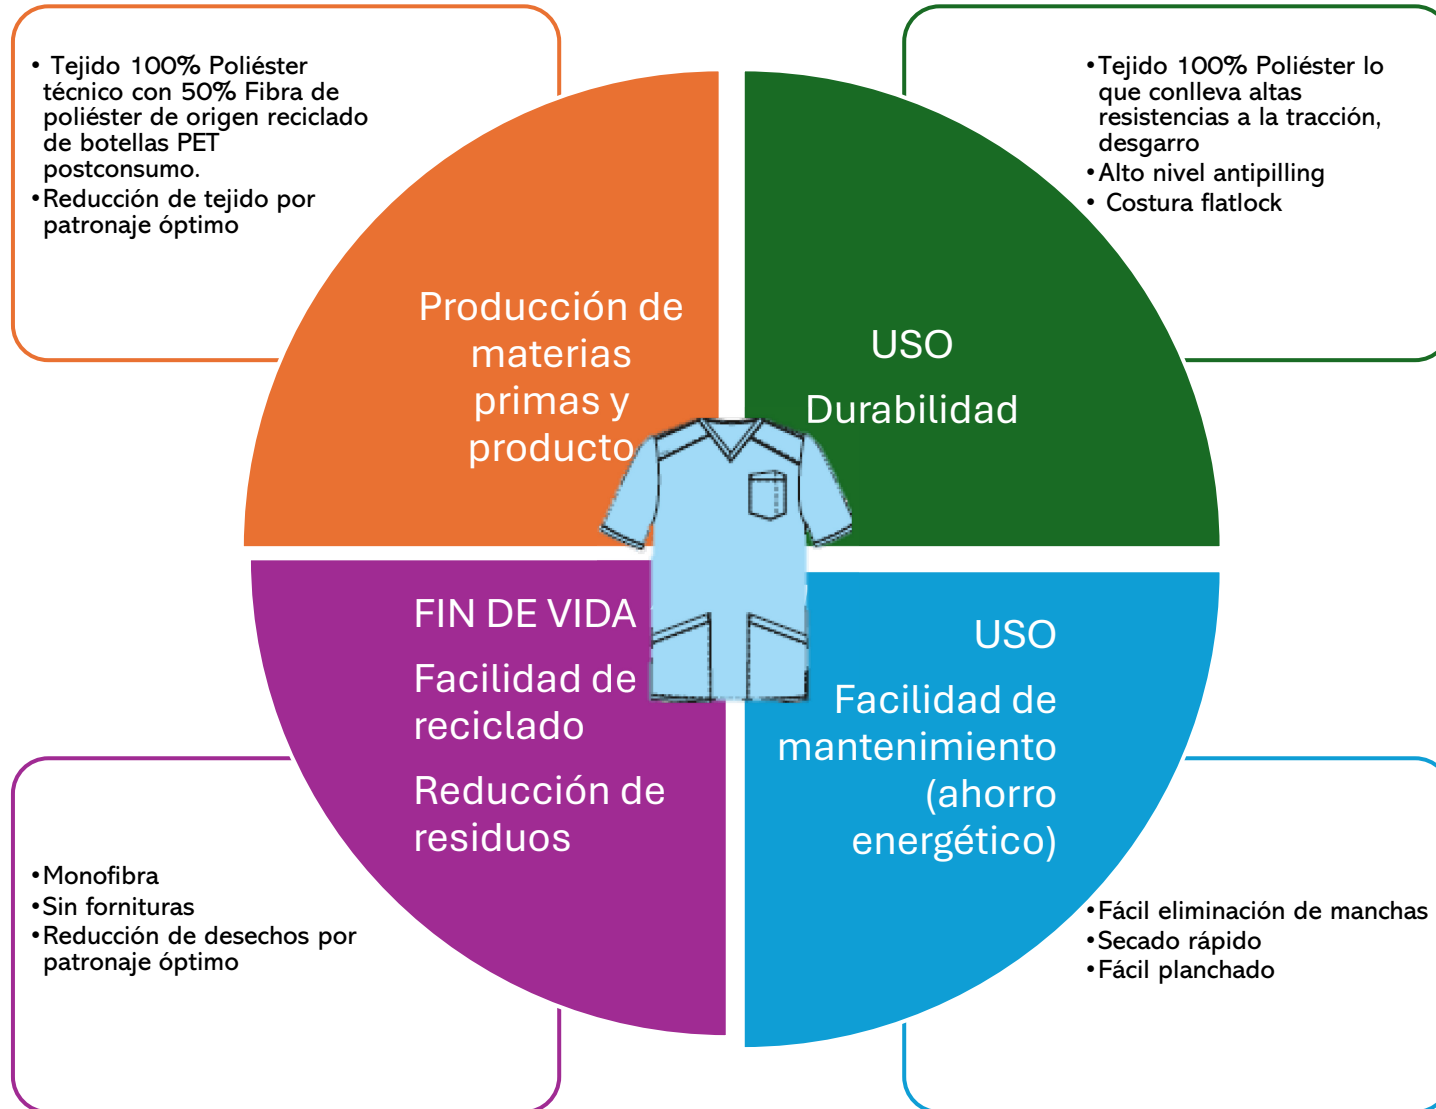 • Tejido 100% Poliéster
técnico con 50% Fibra de
poliéster de origen reciclado
de botellas PET
postconsumo.
•Reducción de tejido por
patronaje óptimo
•Tejido 100% Poliéster lo
que conlleva altas
resistencias a la tracción,
desgarro
•Alto nivel antipilling
• Costura flatlock
Producción de
materias
primas y
producto
USO
Durabilidad
FIN DE VIDA
Facilidad de
reciclado
Reducción de
residuos
USO
Facilidad de
mantenimiento
(ahorro
energético)
•Monofibra
•Sin fornituras
•Reducción de desechos por
patronaje óptimo
•Fácil eliminación de manchas
•Secado rápido
•Fácil planchado